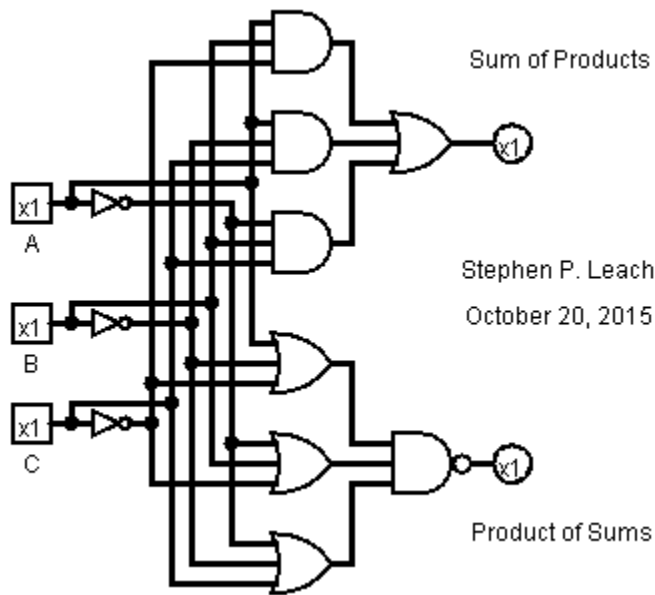 Sum of Products
x1
x1
A
Stephen P. Leach
October 20, 2015
x1
B
x1
C
x1
Product of Sums